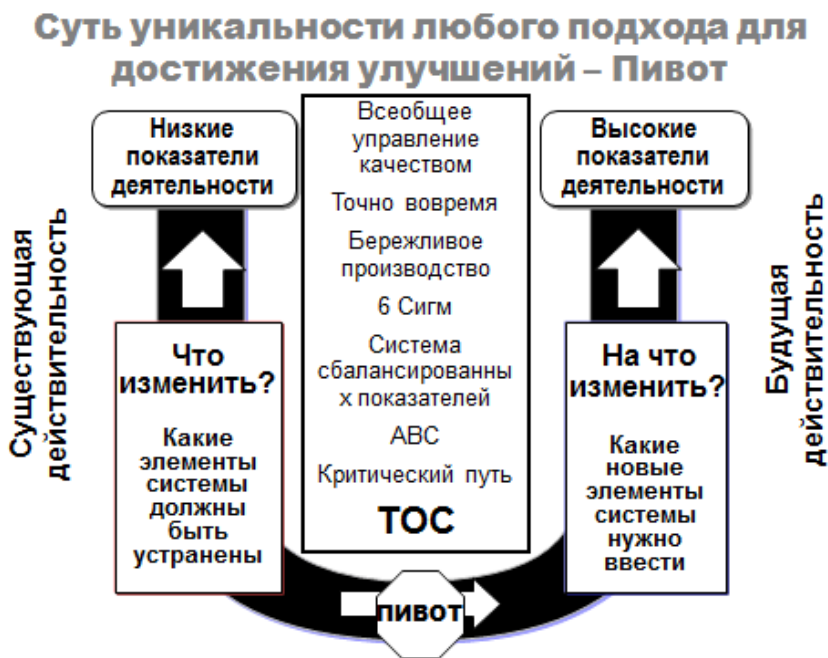 Суть уникальности любого подхода для
достижения улучшений – Пивот
Низкие
показатели
деятельности
Существующая
действительность
Что
изменить?
Какие
элементы
системы
должны
быть
устранены
Всеобщее
управление
качеством
Точно вовремя
Бережливое
производство
6 Сигм
Система
сбалансированны
х показателей
ABC
Критический путь
ТОС
пивот
Высокие
показатели
деятельности
На что
изменить?
Какие
новые
элементы
системы
нужно
ввести
Будущая
действительность